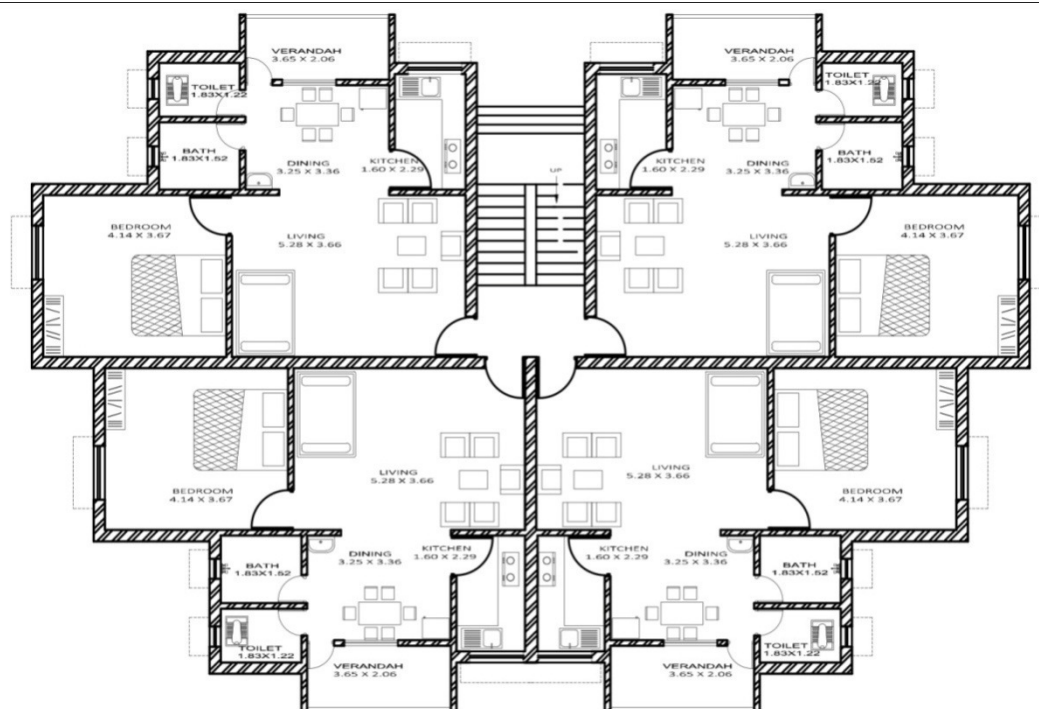 VERANDAH
3.65 X 2.06
TOILET
1.83X1.22
BATH
1.83X1.52
DINING
3.25 X 3.36
KITCHEN
1.60 X 2.29
BEDROOM
4.14 X 3.67
LIVING
5.28 X 3.66
UP
VERANDAH
3.65 X 2.06
TOILET
1.83X1.22
BATH
1.83X1.52
KITCHEN
1.60 X 2.29
DINING
3.25 X 3.36
LIVING
5.28 X 3.66
BEDROOM
4.14 X 3.67
BEDROOM
4.14 X 3.67
LIVING
5.28 X 3.66
BATH
1.83X1.52
DINING
3.25 X 3.36
KITCHEN
1.60 X 2.29
TOILET
1.83X1.22
VERANDAH
3.65 X 2.06
LIVING
5.28 X 3.66
BEDROOM
4.14 X 3.67
KITCHEN
1.60 X 2.29
DINING
3.25 X 3.36
BATH
1.83X1.52
TOILET
1.83X1.22
VERANDAH
3.65 X 2.06